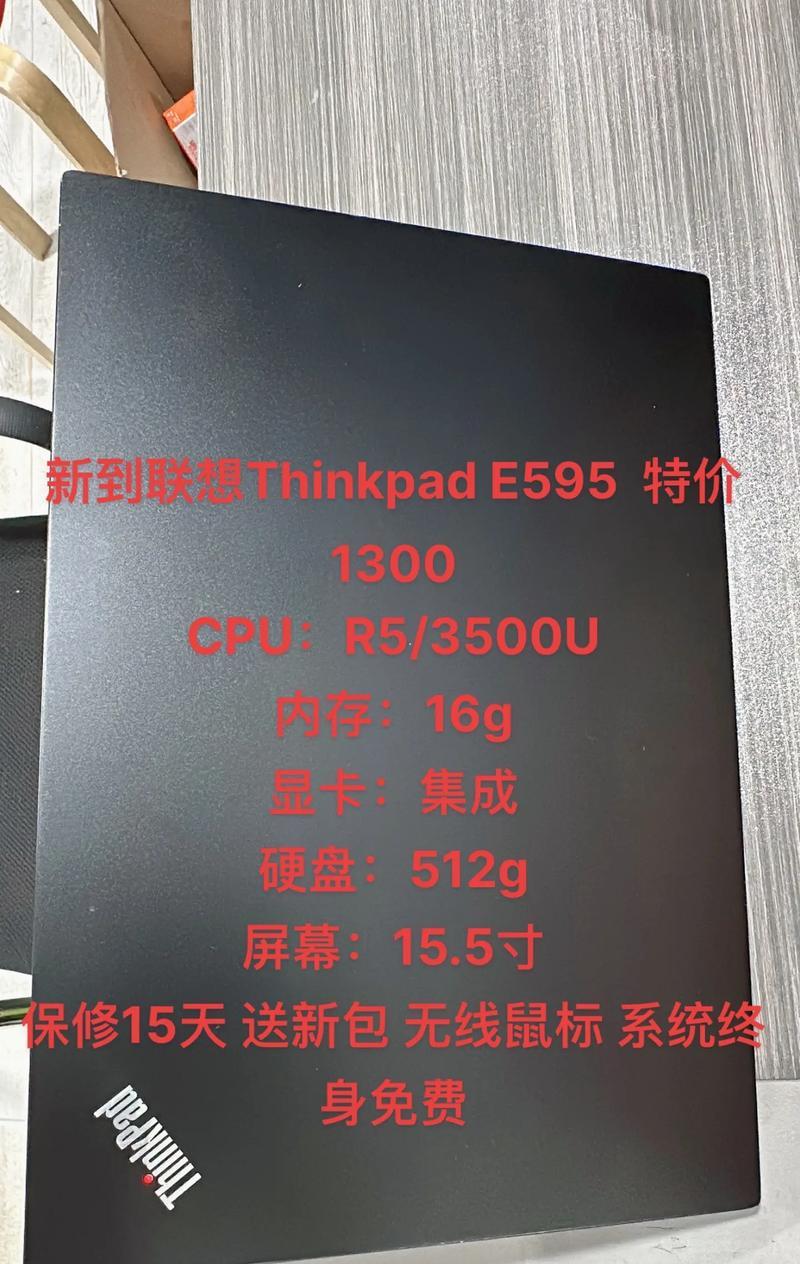 新到联想Thinkpad E595 特价
1300
CPU：R5/3500U
内存：16g
显卡：集成
硬盘：512g
屏幕：15.5寸
保修15天 送新包 无线鼠标 系统终
身免费
ThinkPad